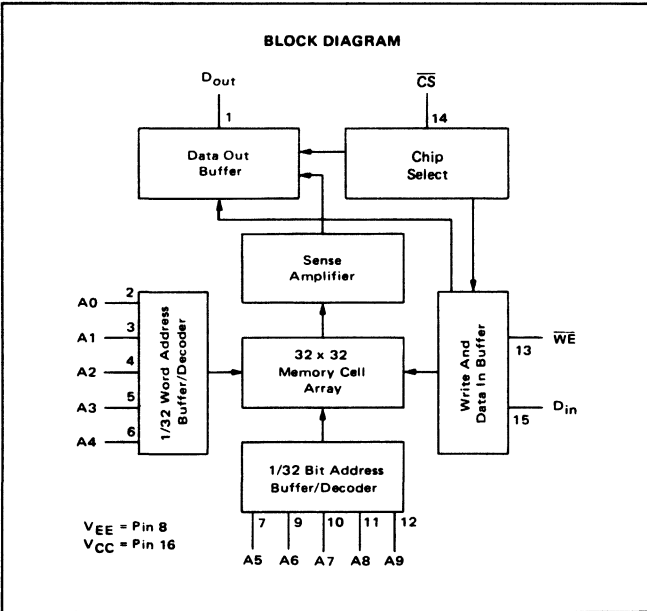 BLOCK DIAGRAM
Dout
CS
1
14
Data Out
Buffer
Chip
Select
Sense
Amplifier
A0 2
A1 3
A2 4
A3 5
A4 6
1/32 Word Address
Buffer/Decoder
32 x 32
Memory Cell
Array
Write And
Data In Buffer
WE
13
Din
15
1/32 Bit Address
Buffer/Decoder
7 9 10 11 12
A5 A6 A7 A8 A9
VEE = Pin 8
VCC = Pin 16